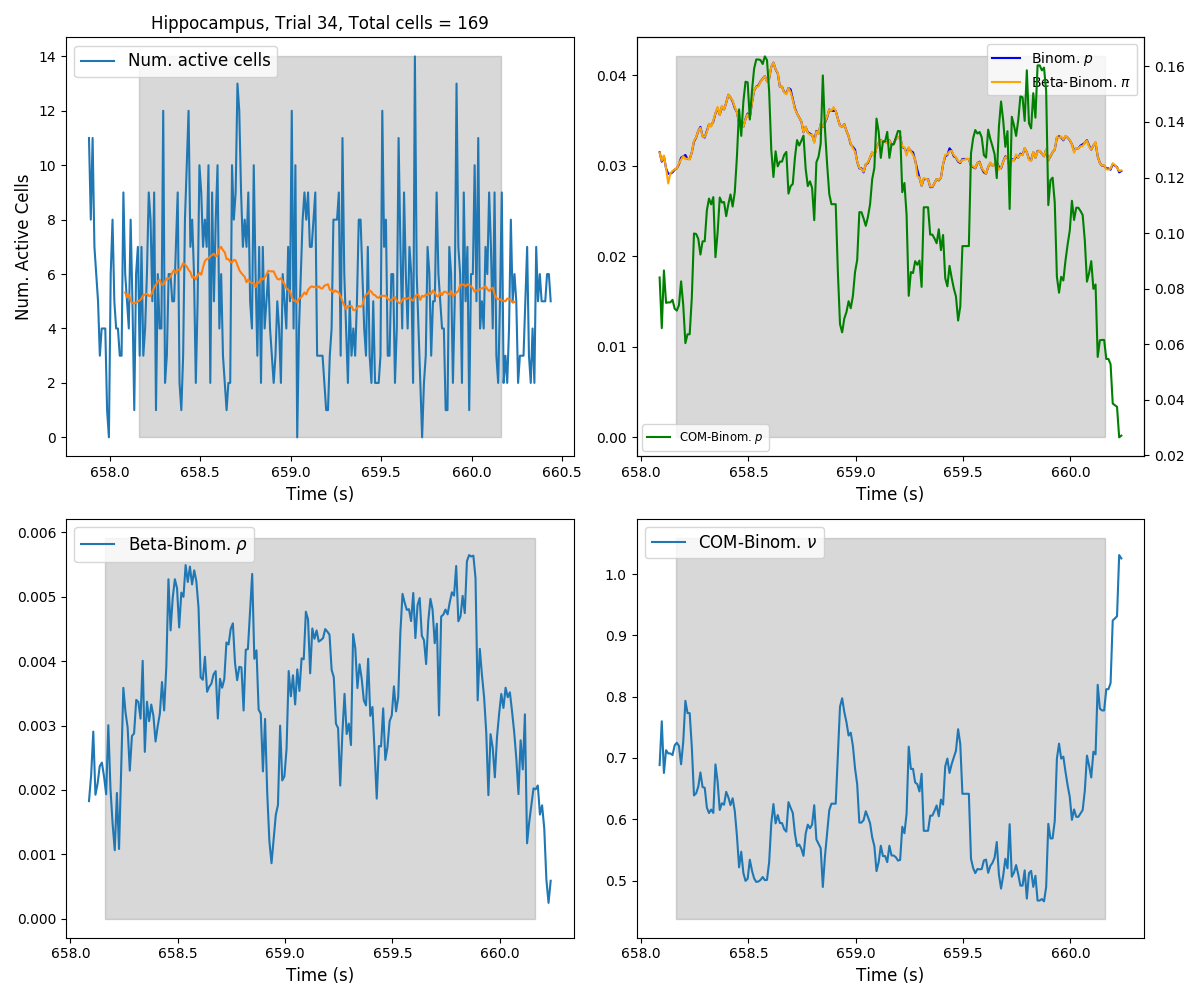 Hippocampus, Trial 34, Total cells = 169
Num. active cells
Num. Active Cells
14
12
10
8
6
4
2
0
658.0 658.5 659.0 659.5 660.0 660.5
Time (s)
Binom. p
Beta-Binom. π
COM-Binom. p
0.04
0.03
0.02
0.01
0.00
0.16
0.14
0.12
0.10
0.08
0.06
0.04
0.02
658.0 658.5 659.0 659.5 660.0
Time (s)
Beta-Binom. ρ
0.006
0.005
0.004
0.003
0.002
0.001
0.000
658.0 658.5 659.0 659.5 660.0
Time (s)
COM-Binom. ν
1.0
0.9
0.8
0.7
0.6
0.5
658.0 658.5 659.0 659.5 660.0
Time (s)